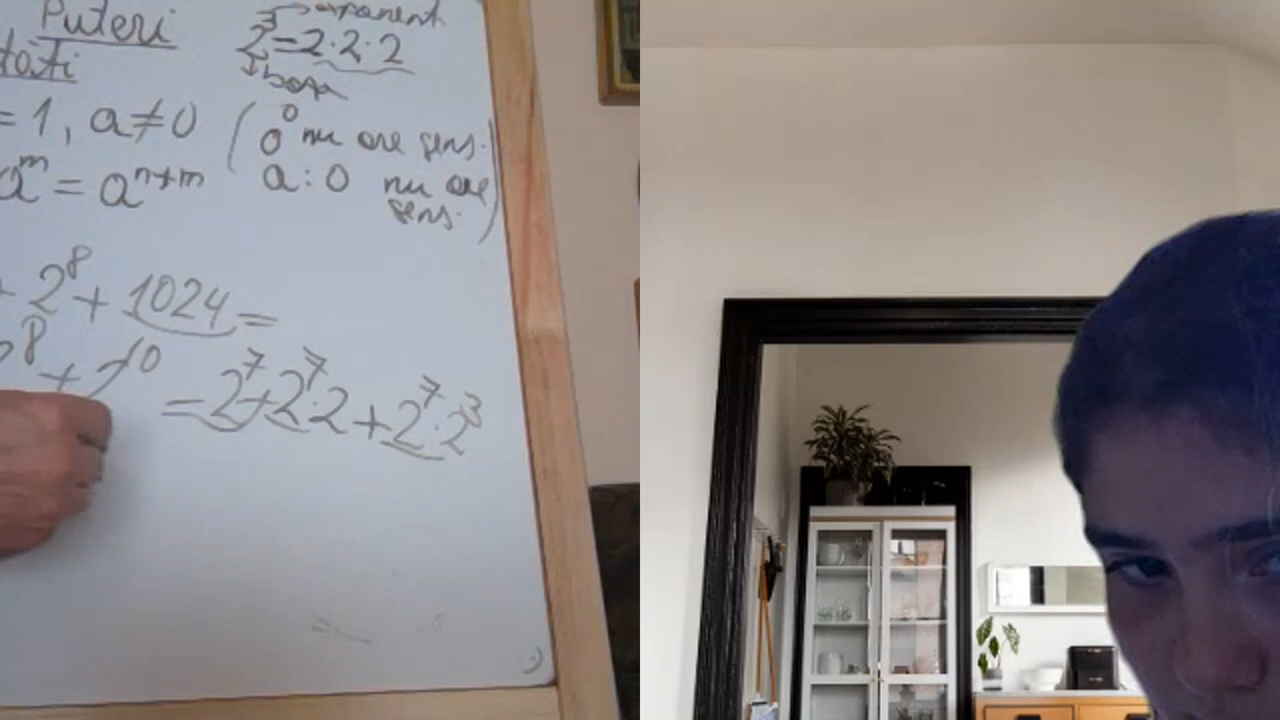 Puteri
2³ = 2·2·2
exponent
baza
tăți
= 1, a ≠ 0 (0⁰ nu are sens.
aᵐ = aⁿ⁺ᵐ a : 0 nu are
sens.)
+ 2⁸ + 1024 =
2⁸ + 2¹⁰ = 2⁷ + 2⁷·2 + 2⁷·2³